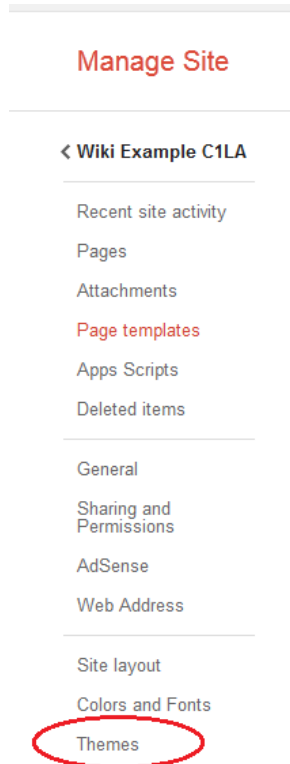 Manage Site
Wiki Example C1LA
Recent site activity
Pages
Attachments
Page templates
Apps Scripts
Deleted items
General
Sharing and
Permissions
AdSense
Web Address
Site layout
Colors and Fonts
Themes